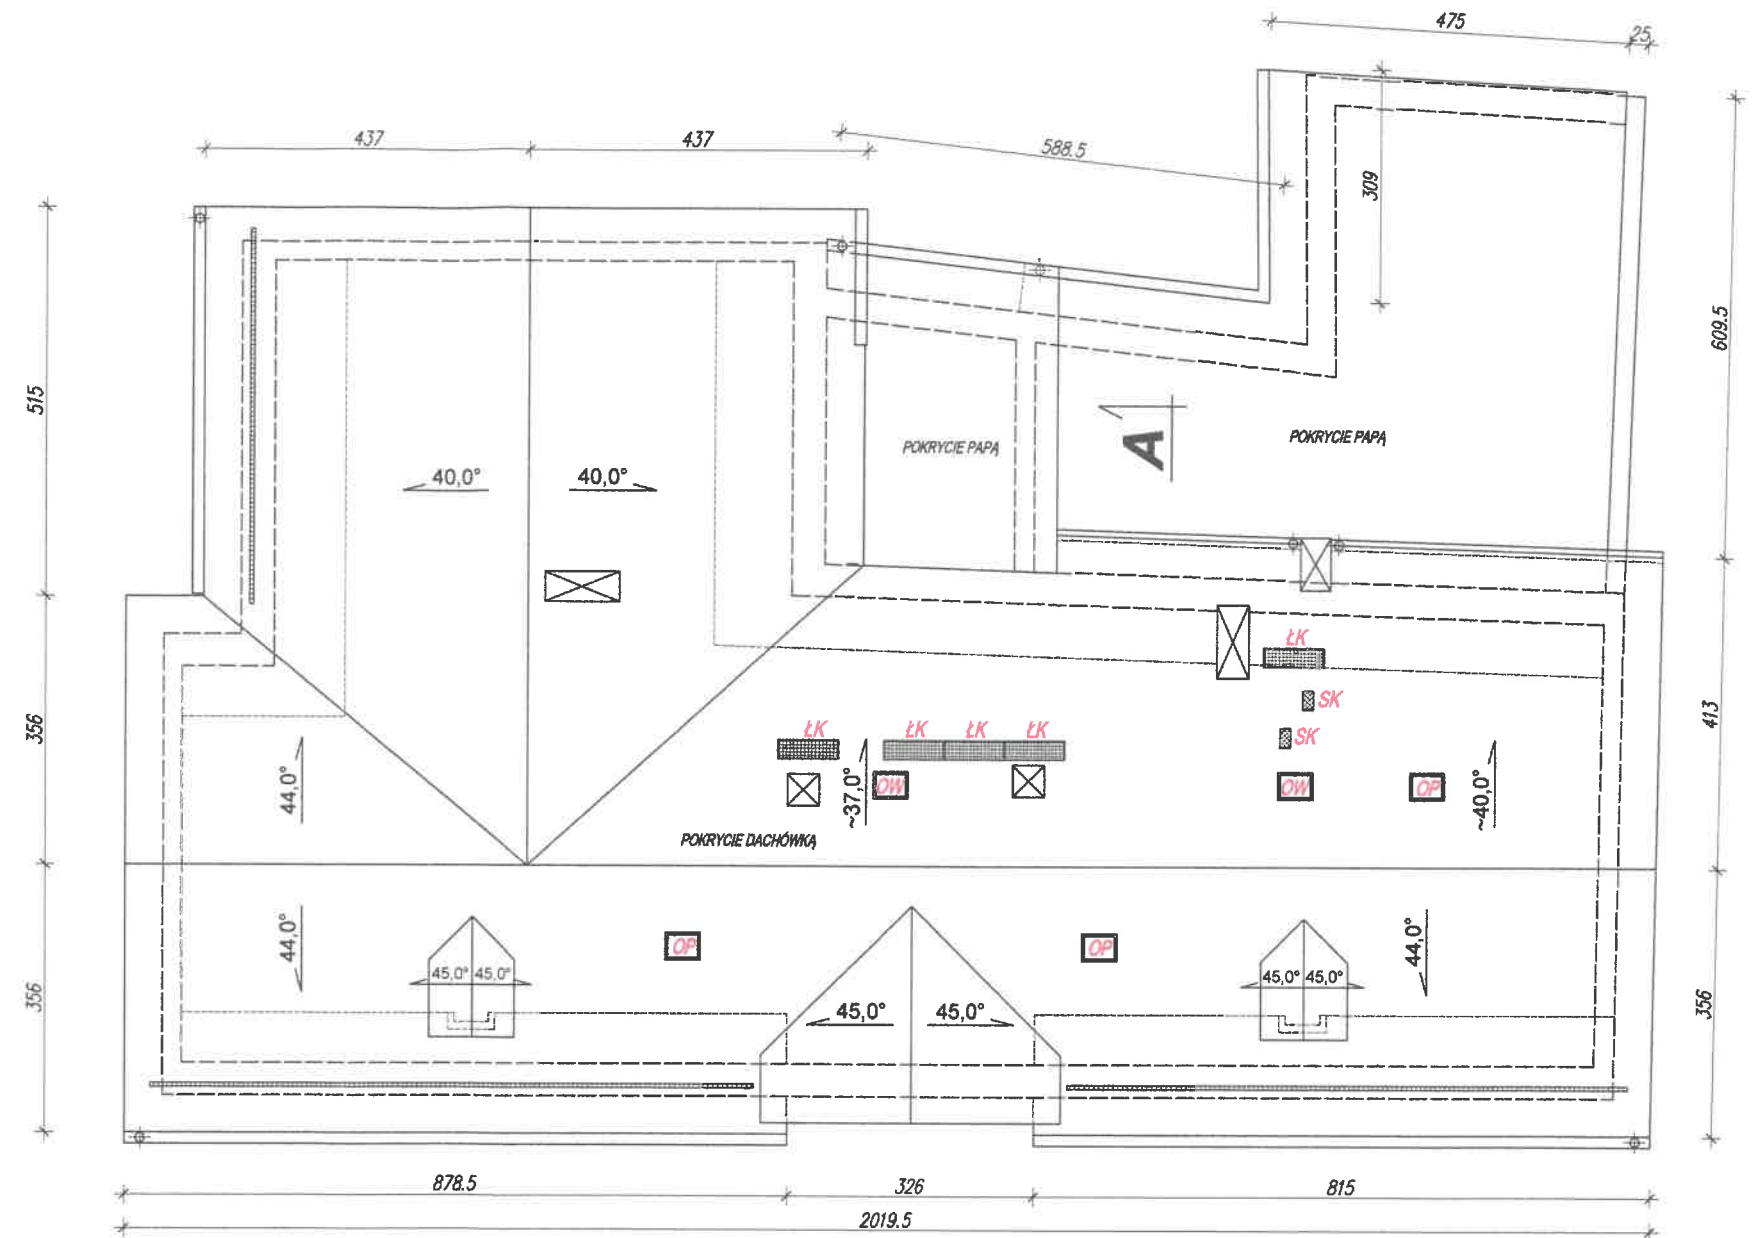 475
25
437
437
588.5
309
609.5
515
POKRYCIE PAPĄ
POKRYCIE PAPĄ
A
40,0°
40,0°
ŁK
SK
SK
ŁK
ŁK
ŁK
ŁK
356
413
44,0°
~37,0°
OW
OW
OP
~40,0°
POKRYCIE DACHÓWKĄ
44,0°
OP
OP
44,0°
45,0°
45,0°
45,0°
45,0°
45,0°
45,0°
356
356
878.5
326
815
2019.5